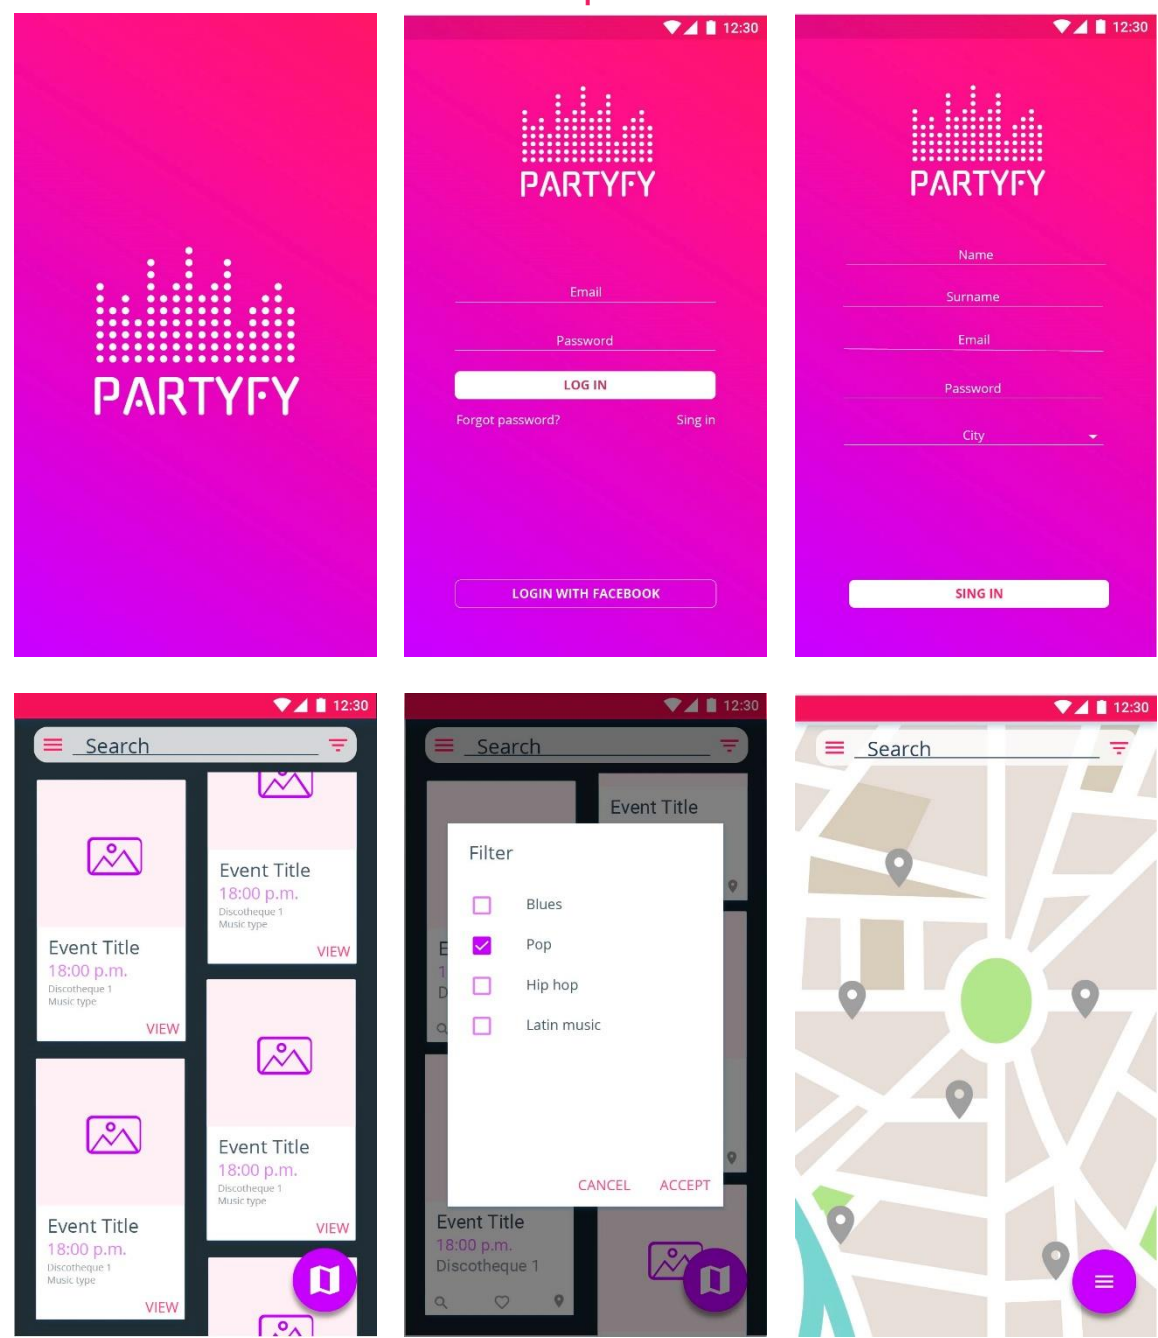 PARTYFY
12:30
PARTYFY
Email
Password
LOG IN
Forgot password? Sing in
LOGIN WITH FACEBOOK
12:30
PARTYFY
Name
Surname
Email
Password
City
SING IN
12:30
Search
Event Title
18:00 p.m.
Discotheque 1
Music type
VIEW
Event Title
18:00 p.m.
Discotheque 1
Music type
VIEW
Event Title
18:00 p.m.
Discotheque 1
Music type
VIEW
Event Title
18:00 p.m.
Discotheque 1
Music type
VIEW
12:30
Search
Event Title
Filter
Blues
Pop
Hip hop
Latin music
CANCEL ACCEPT
Event Title
18:00 p.m.
Discotheque 1
12:30
Search